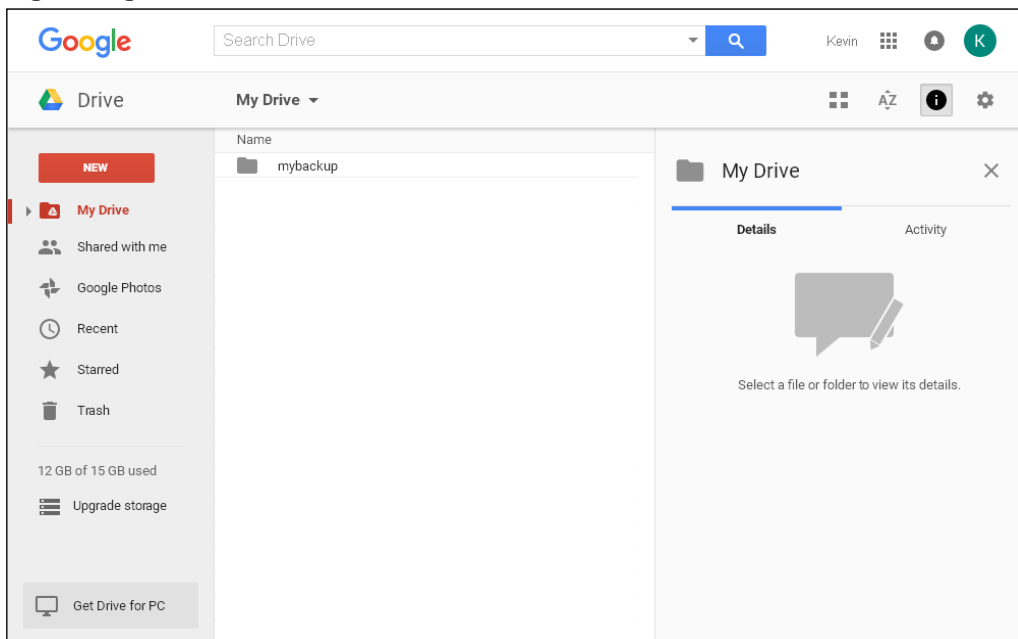 Google
Search Drive
Kevin
K
Drive
My Drive
AZ
Name
mybackup
NEW
My Drive
Shared with me
Google Photos
Recent
Starred
Trash
12 GB of 15 GB used
Upgrade storage
Get Drive for PC
My Drive
Details
Activity
Select a file or folder to view its details.